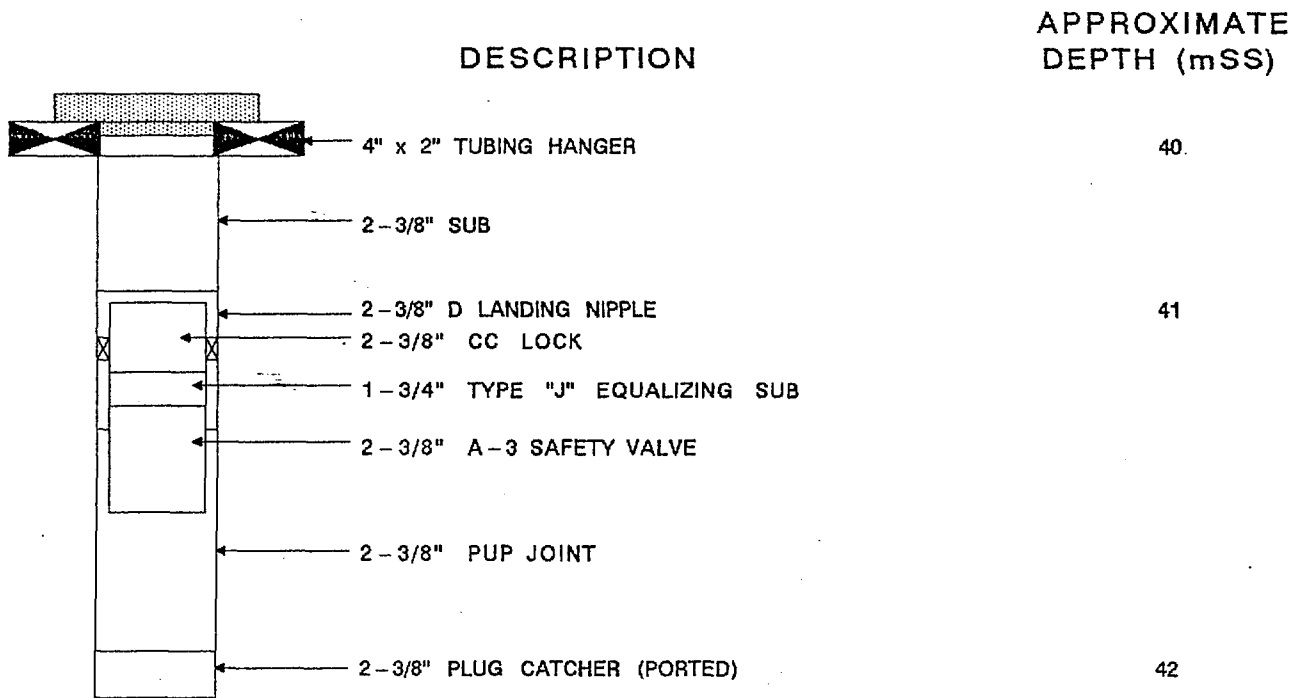 DESCRIPTION
APPROXIMATE
DEPTH (mSS)
4" x 2" TUBING HANGER 40
2-3/8" SUB
2-3/8" D LANDING NIPPLE 41
2-3/8" CC LOCK
1-3/4" TYPE "J" EQUALIZING SUB
2-3/8" A-3 SAFETY VALVE
2-3/8" PUP JOINT
2-3/8" PLUG CATCHER (PORTED) 42